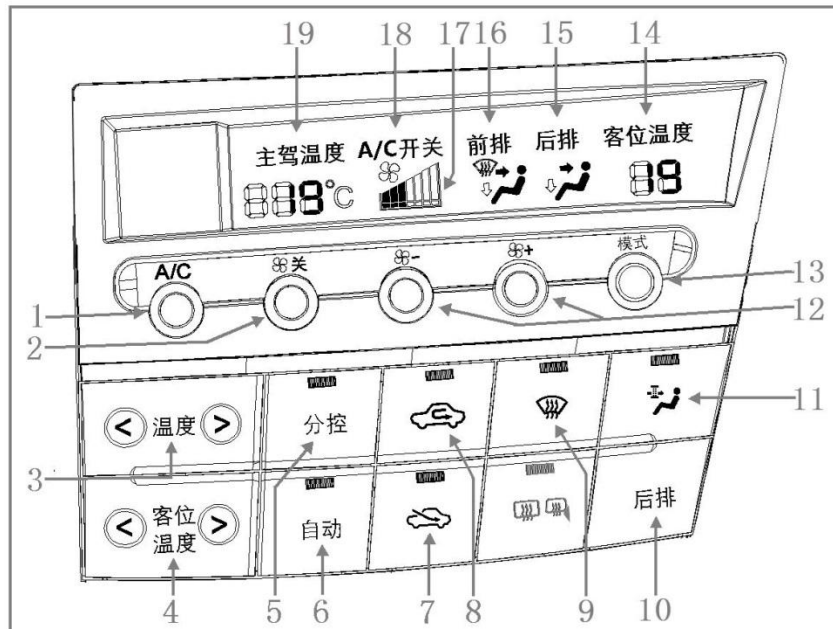 19 18 17 16 15 14
主驾温度 A/C开关 前排 后排 客位温度
19°C 19
A/C 关 - + 模式
1 2 12 13
温度 分控
3 11
客位温度 自动 后排
4 5 6 7 8 9 10